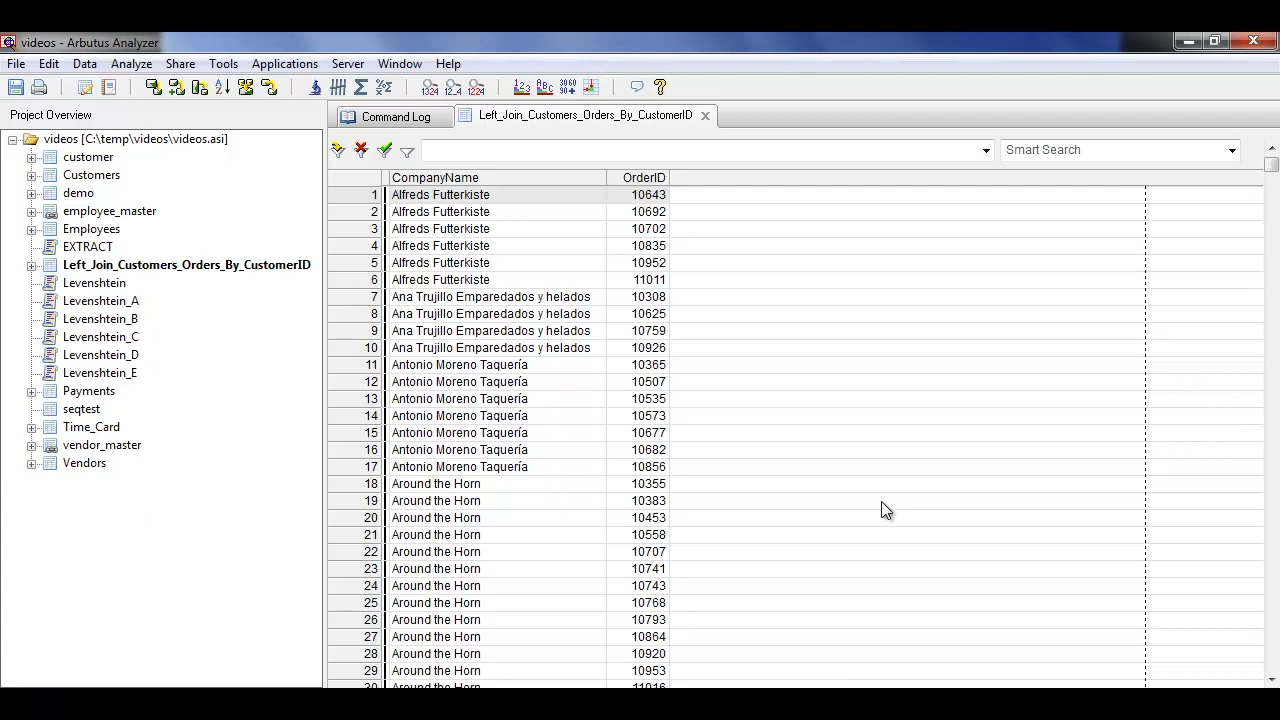 videos - Arbutus Analyzer
File Edit Data Analyze Share Tools Applications Server Window Help
Project Overview
videos [C:\temp\videos\videos.asi]
customer
Customers
demo
employee_master
Employees
EXTRACT
Left_Join_Customers_Orders_By_CustomerID
Levenshtein
Levenshtein_A
Levenshtein_B
Levenshtein_C
Levenshtein_D
Levenshtein_E
Payments
seqtest
Time_Card
vendor_master
Vendors
Command Log Left_Join_Customers_Orders_By_CustomerID
Smart Search
CompanyName OrderID
1 Alfreds Futterkiste 10643
2 Alfreds Futterkiste 10692
3 Alfreds Futterkiste 10702
4 Alfreds Futterkiste 10835
5 Alfreds Futterkiste 10952
6 Alfreds Futterkiste 11011
7 Ana Trujillo Emparedados y helados 10308
8 Ana Trujillo Emparedados y helados 10625
9 Ana Trujillo Emparedados y helados 10759
10 Ana Trujillo Emparedados y helados 10926
11 Antonio Moreno Taquería 10365
12 Antonio Moreno Taquería 10507
13 Antonio Moreno Taquería 10535
14 Antonio Moreno Taquería 10573
15 Antonio Moreno Taquería 10677
16 Antonio Moreno Taquería 10682
17 Antonio Moreno Taquería 10856
18 Around the Horn 10355
19 Around the Horn 10383
20 Around the Horn 10453
21 Around the Horn 10558
22 Around the Horn 10707
23 Around the Horn 10741
24 Around the Horn 10743
25 Around the Horn 10768
26 Around the Horn 10793
27 Around the Horn 10864
28 Around the Horn 10920
29 Around the Horn 10953
30 Around the Horn 11016